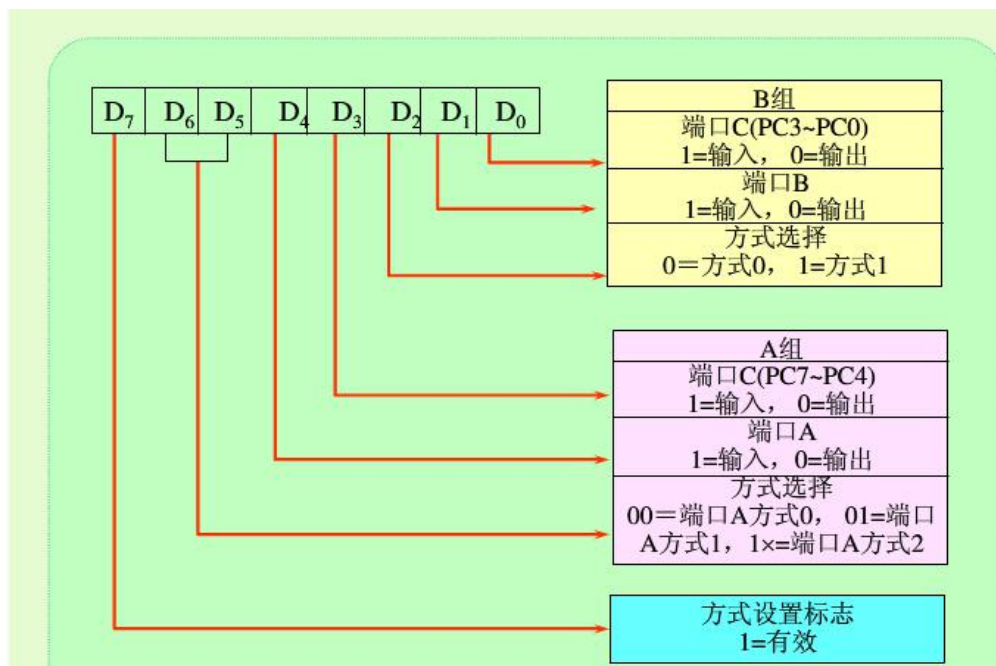 D7 D6 D5 D4 D3 D2 D1 D0
B组
端口C(PC3~PC0)
1=输入，0=输出
端口B
1=输入，0=输出
方式选择
0＝方式0，1=方式1
A组
端口C(PC7~PC4)
1=输入，0=输出
端口A
1=输入，0=输出
方式选择
00＝端口A方式0，01=端口
A方式1，1×=端口A方式2
方式设置标志
1=有效